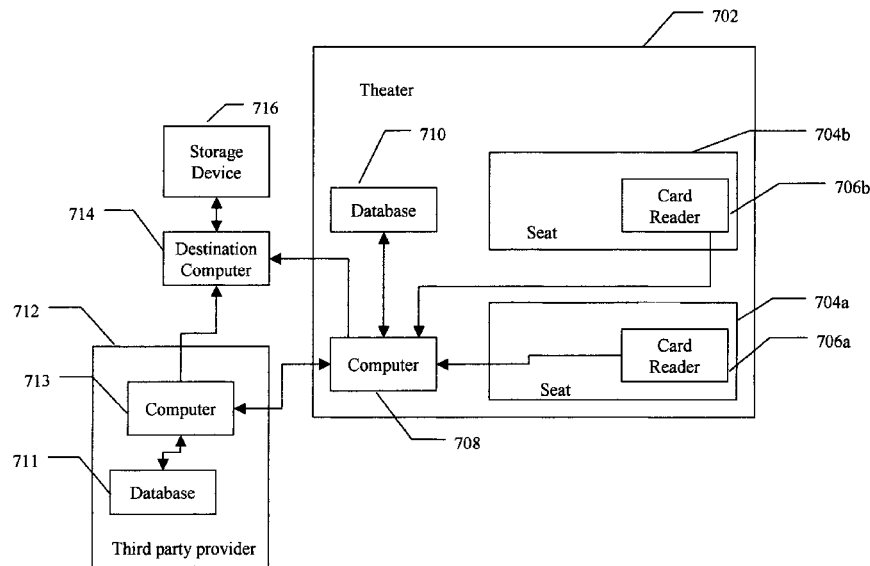 702
Theater
716
Storage
Device
710
704b
Card
Reader
706b
Database
Seat
714
Destination
Computer
704a
712
Card
Reader
706a
Computer
Seat
713
Computer
708
711
Database
Third party provider